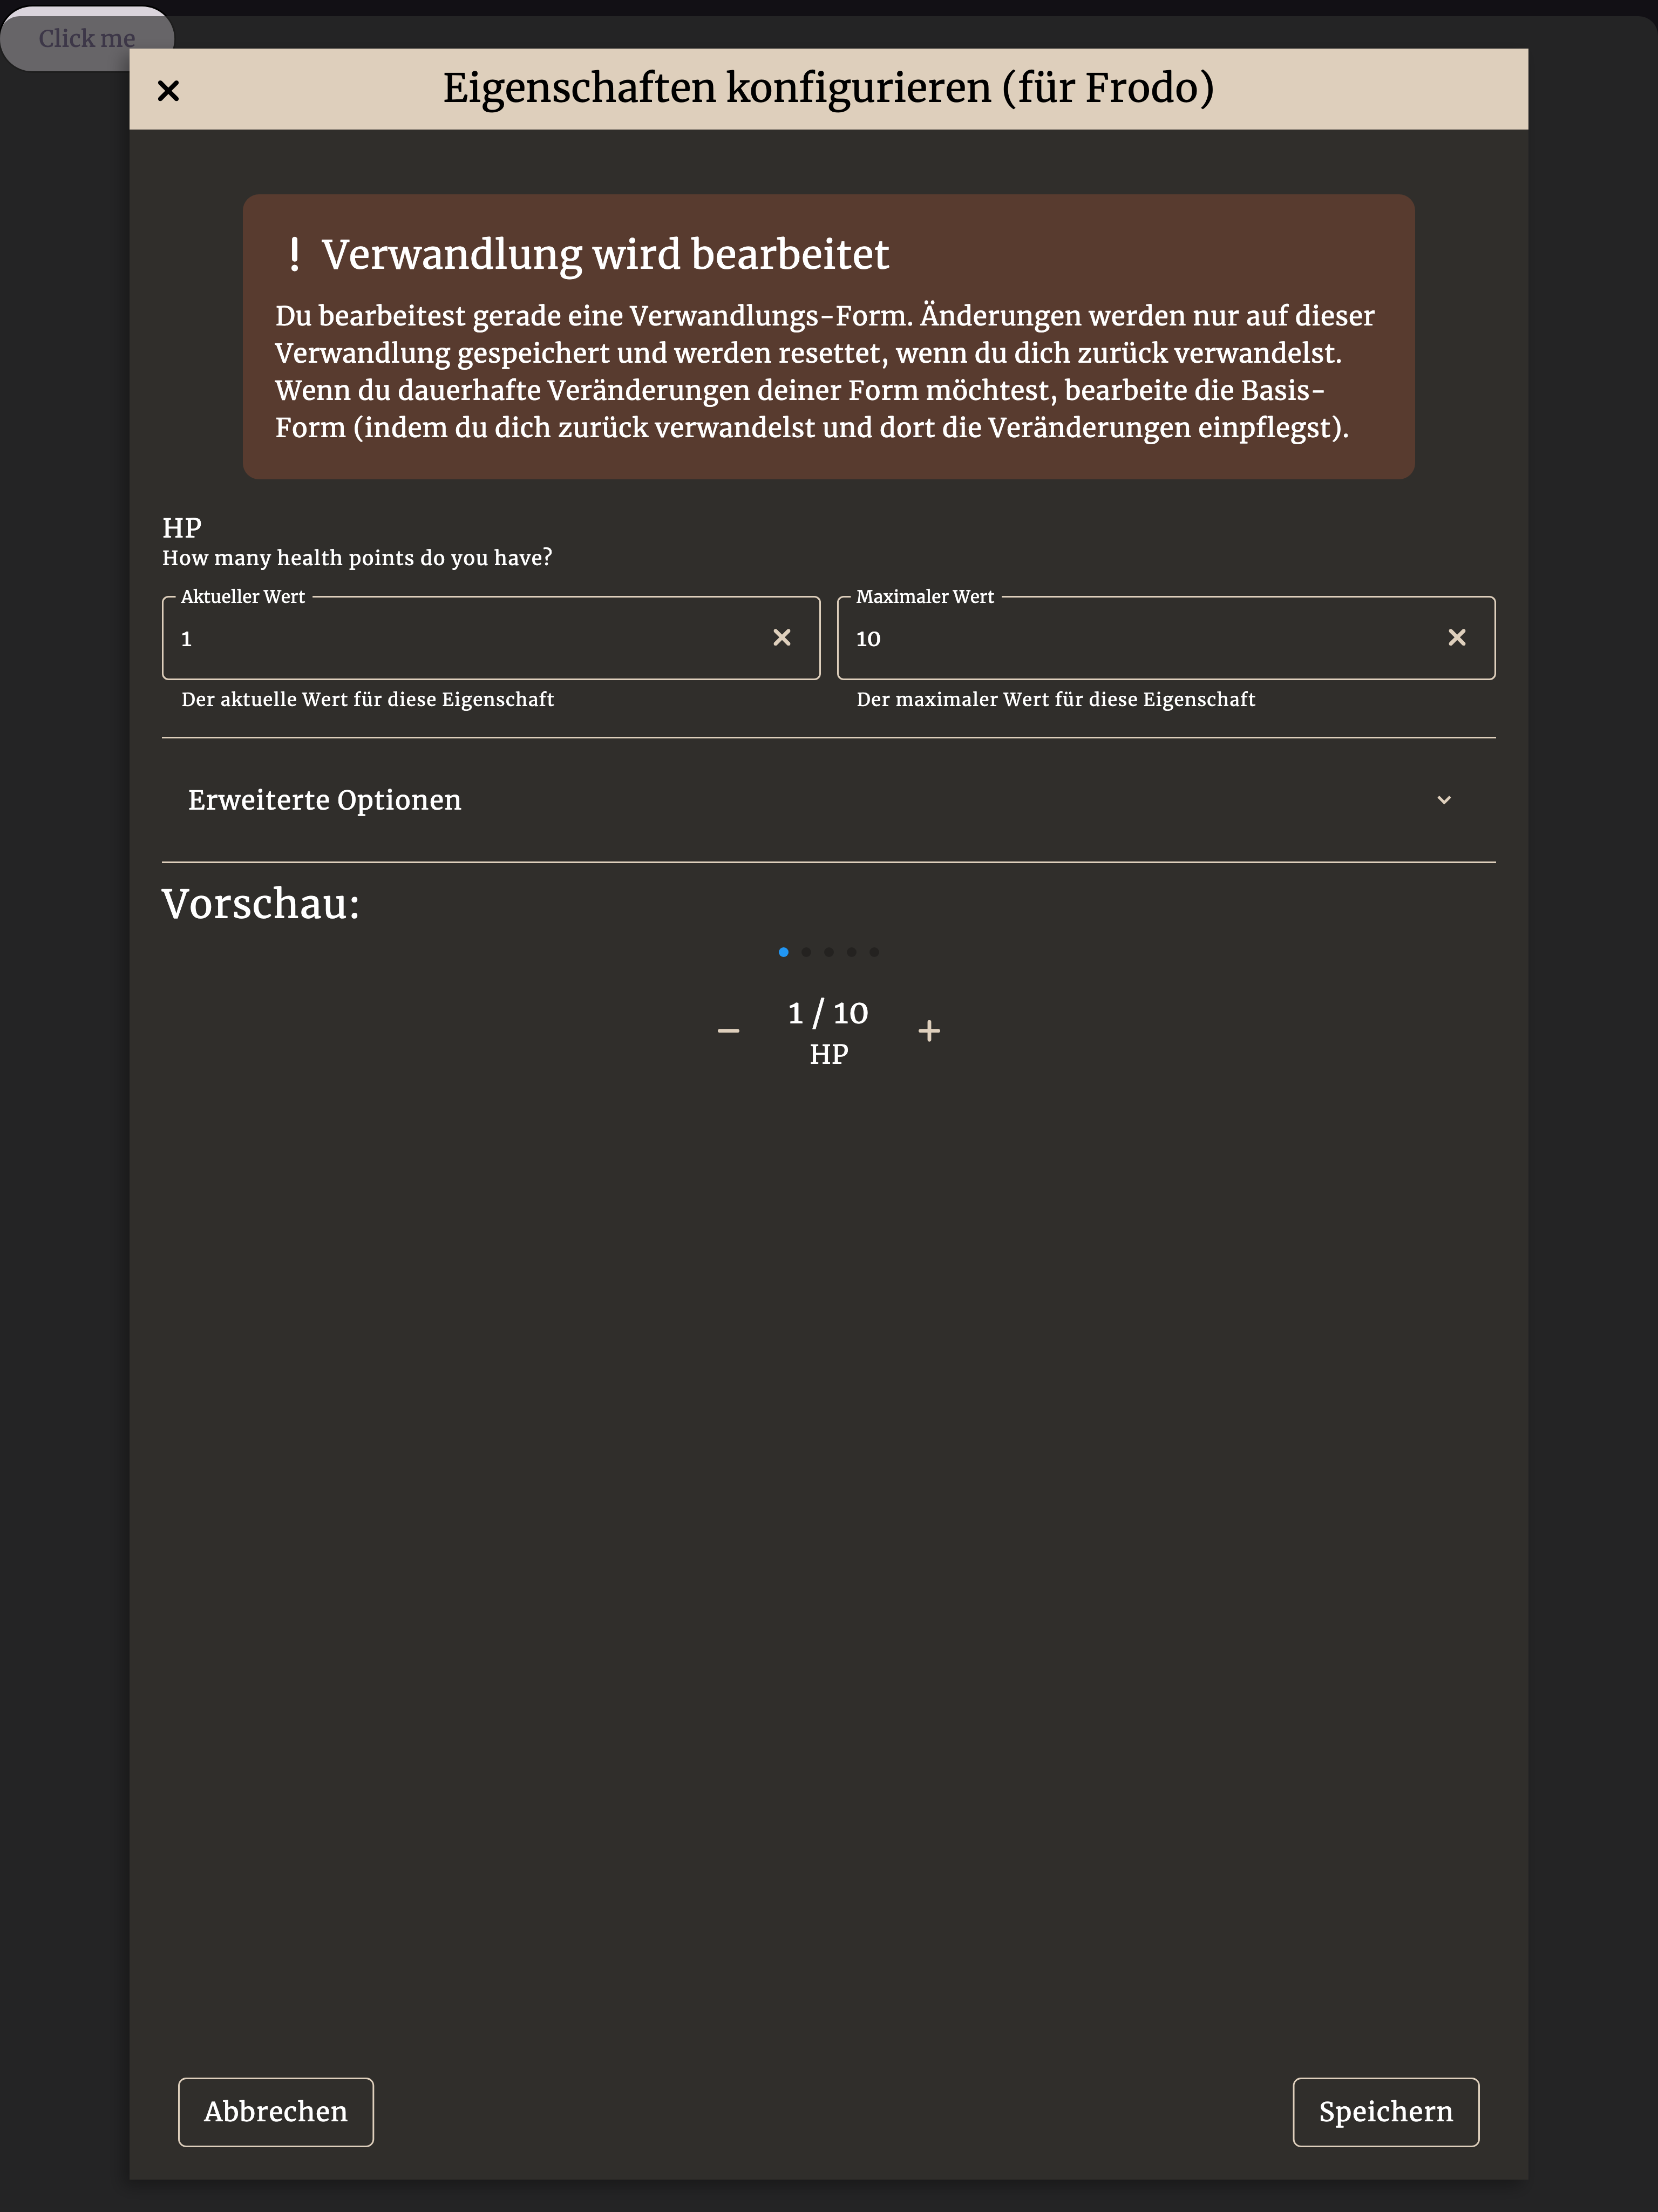 Click me
Eigenschaften konfigurieren (für Frodo)
! Verwandlung wird bearbeitet
Du bearbeitest gerade eine Verwandlungs-Form. Änderungen werden nur auf dieser
Verwandlung gespeichert und werden resettet, wenn du dich zurück verwandelst.
Wenn du dauerhafte Veränderungen deiner Form möchtest, bearbeite die Basis-
Form (indem du dich zurück verwandelst und dort die Veränderungen einpflegst).
HP
How many health points do you have?
Aktueller Wert
1
Der aktuelle Wert für diese Eigenschaft
Maximaler Wert
10
Der maximaler Wert für diese Eigenschaft
Erweiterte Optionen
Vorschau:
1 / 10
HP
Abbrechen
Speichern